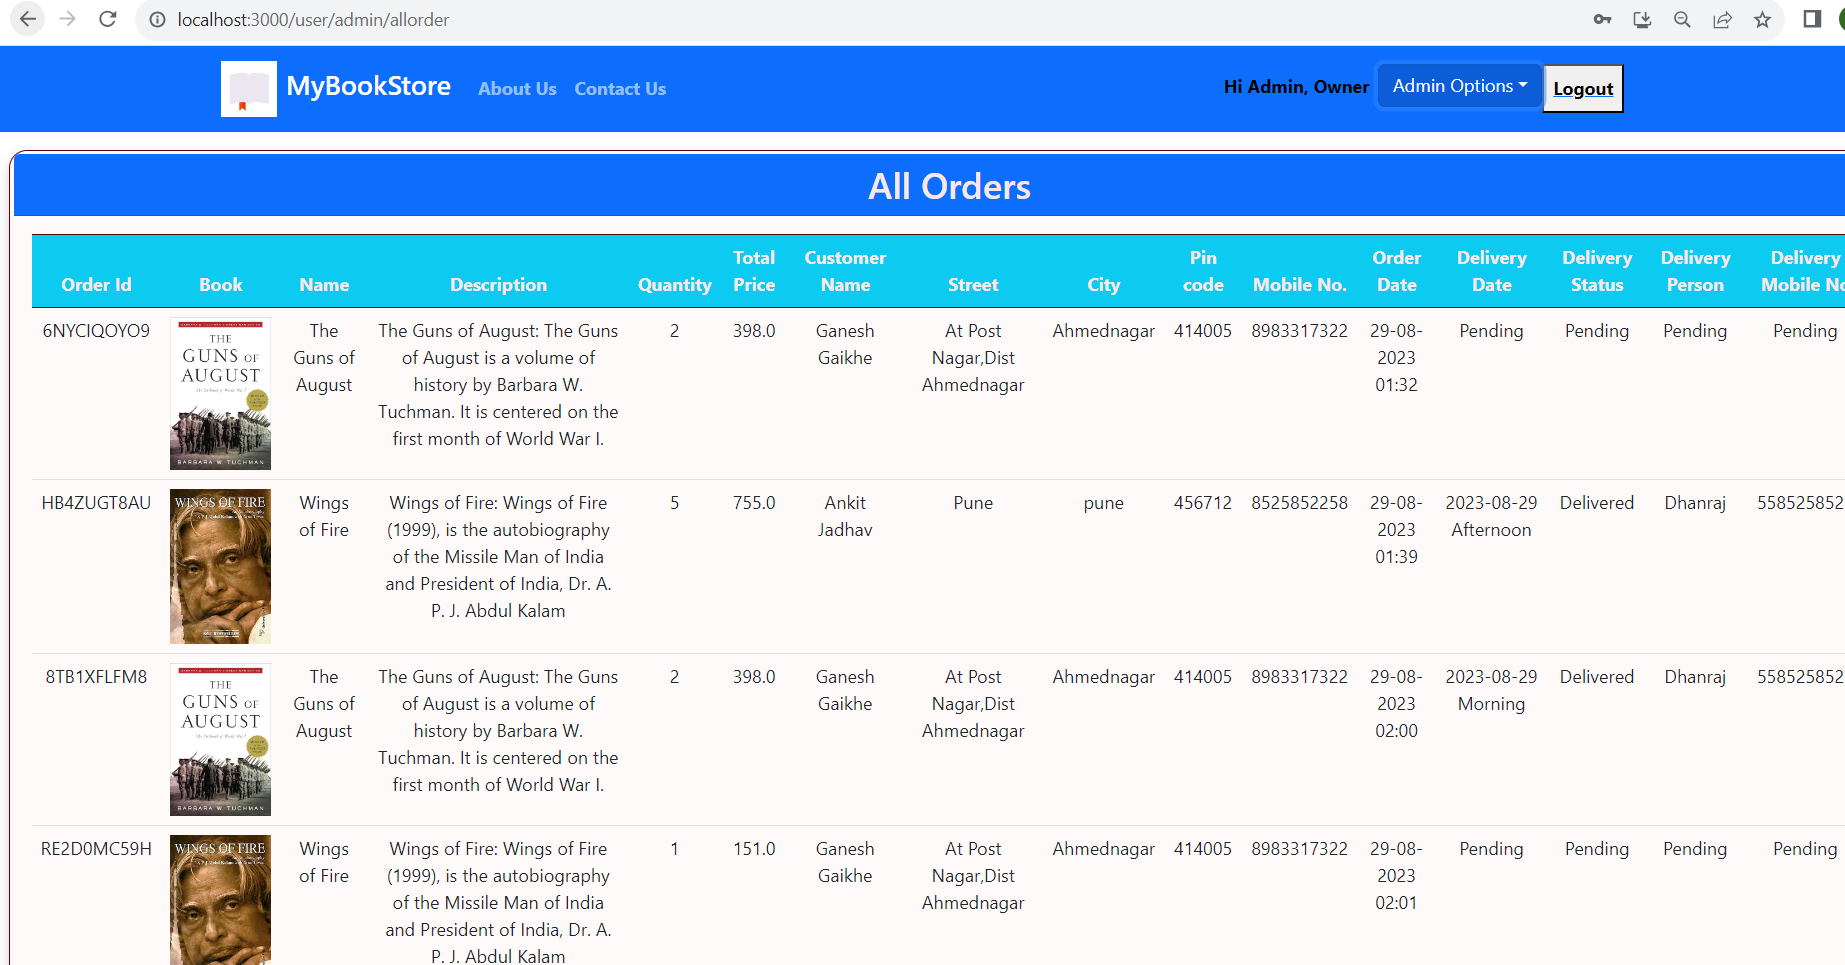 localhost:3000/user/admin/allorder
MyBookStore About Us Contact Us Hi Admin, Owner Admin Options Logout
All Orders
Order Id Book Name Description Quantity Total Price Customer Name Street City Pin code Mobile No. Order Date Delivery Date Delivery Status Delivery Person Delivery Mobile No
6NYCIQOYO9 The Guns of August The Guns of August: The Guns of August is a volume of history by Barbara W. Tuchman. It is centered on the first month of World War I. 2 398.0 Ganesh Gaikhe At Post Nagar,Dist Ahmednagar Ahmednagar 414005 8983317322 29-08-2023 01:32 Pending Pending Pending Pending
THE
GUNS OF
AUGUST
BARBARA W. TUCHMAN
HB4ZUGT8AU Wings of Fire Wings of Fire: Wings of Fire (1999), is the autobiography of the Missile Man of India and President of India, Dr. A. P. J. Abdul Kalam 5 755.0 Ankit Jadhav Pune pune 456712 8525852258 29-08-2023 01:39 2023-08-29 Afternoon Delivered Dhanraj 558525852
WINGS OF FIRE
8TB1XFLFM8 The Guns of August The Guns of August: The Guns of August is a volume of history by Barbara W. Tuchman. It is centered on the first month of World War I. 2 398.0 Ganesh Gaikhe At Post Nagar,Dist Ahmednagar Ahmednagar 414005 8983317322 29-08-2023 02:00 2023-08-29 Morning Delivered Dhanraj 558525852
THE
GUNS OF
AUGUST
BARBARA W. TUCHMAN
RE2D0MC59H Wings of Fire Wings of Fire: Wings of Fire (1999), is the autobiography of the Missile Man of India and President of India, Dr. A. P. J. Abdul Kalam 1 151.0 Ganesh Gaikhe At Post Nagar,Dist Ahmednagar Ahmednagar 414005 8983317322 29-08-2023 02:01 Pending Pending Pending Pending
WINGS OF FIRE